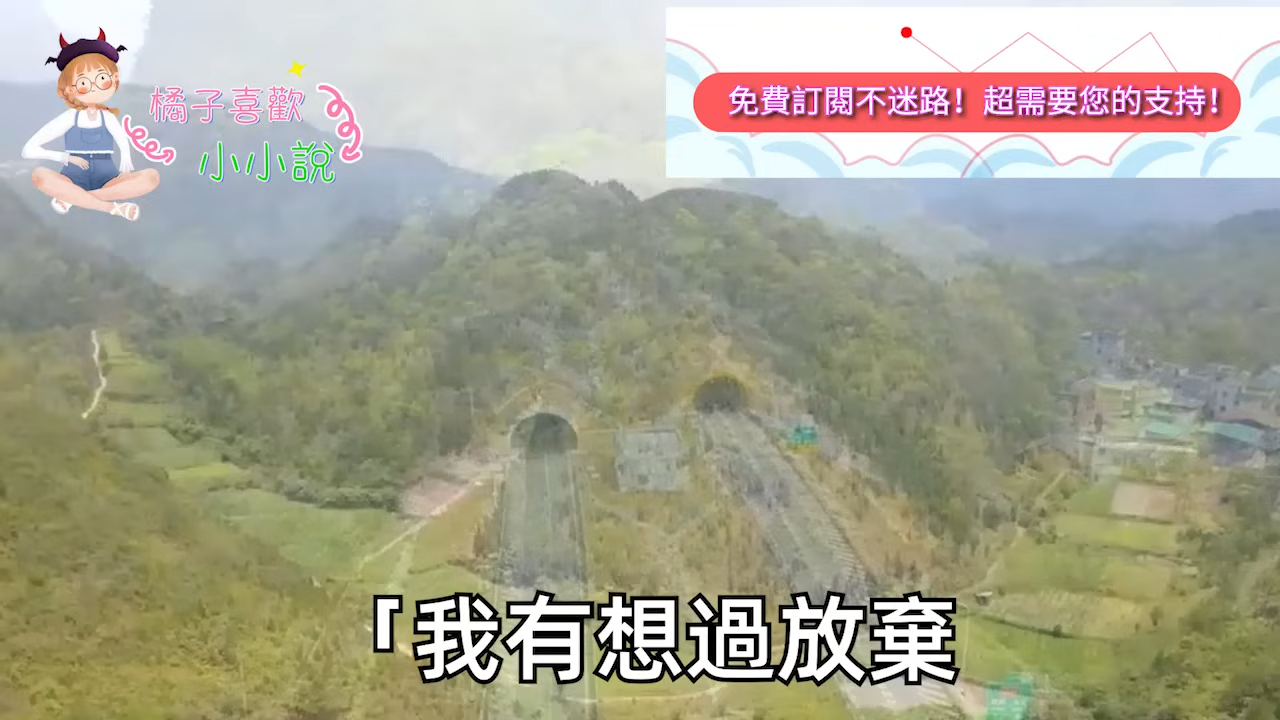 橘子喜歡
小小說
免費訂閱不迷路！超需要您的支持！
「我有想過放棄